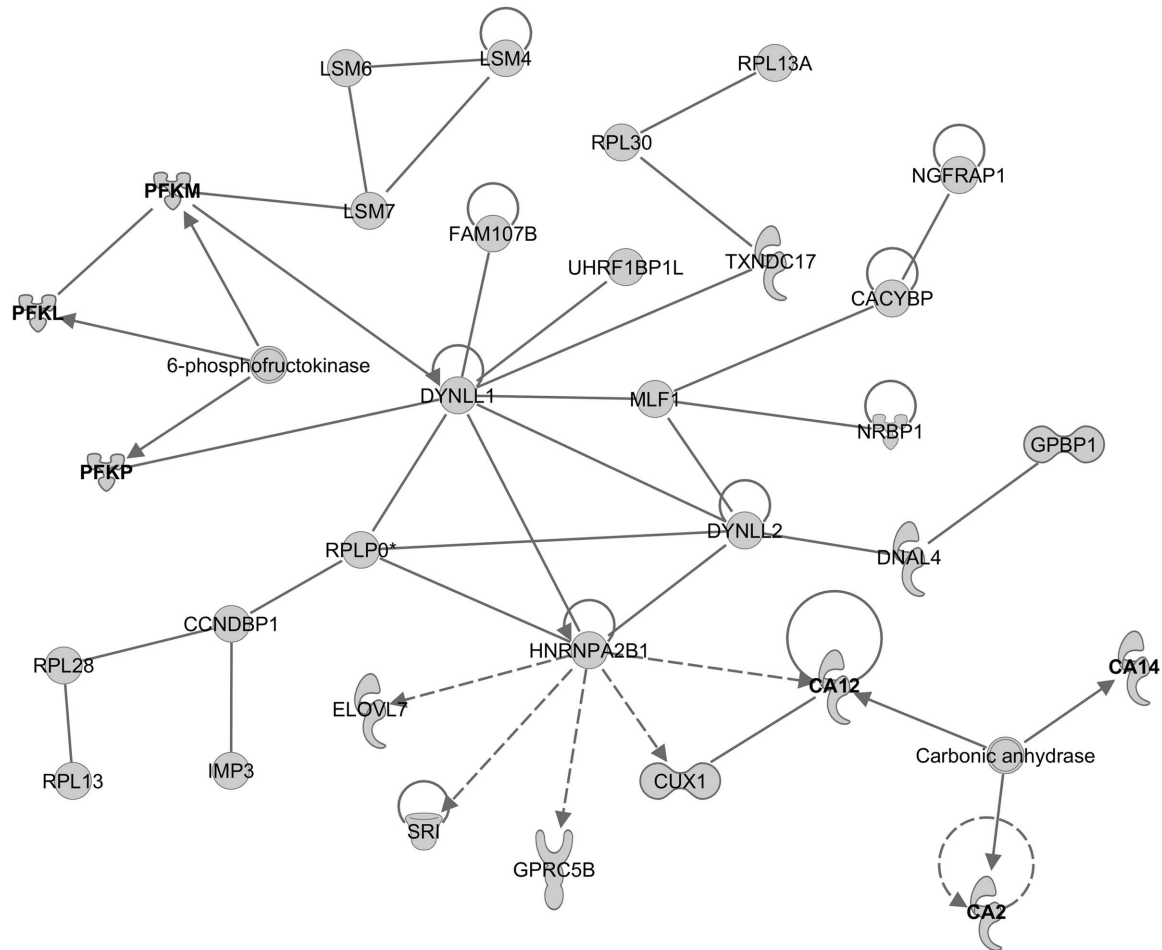 LSM4
LSM6
RPL13A
RPL30
NGFRAP1
PFKM
LSM7
FAM107B
UHRF1BP1L
TXNDC17
CACYBP
PFKL
6-phosphofructokinase
DYNLL1
MLF1
NRBP1
GPBP1
PFKP
DYNLL2
RPLP0*
DNAL4
CCNDBP1
HNRNPA2B1
RPL28
CA12
CA14
ELOVL7
Carbonic anhydrase
RPL13
IMP3
CUX1
SRI
GPRC5B
CA2